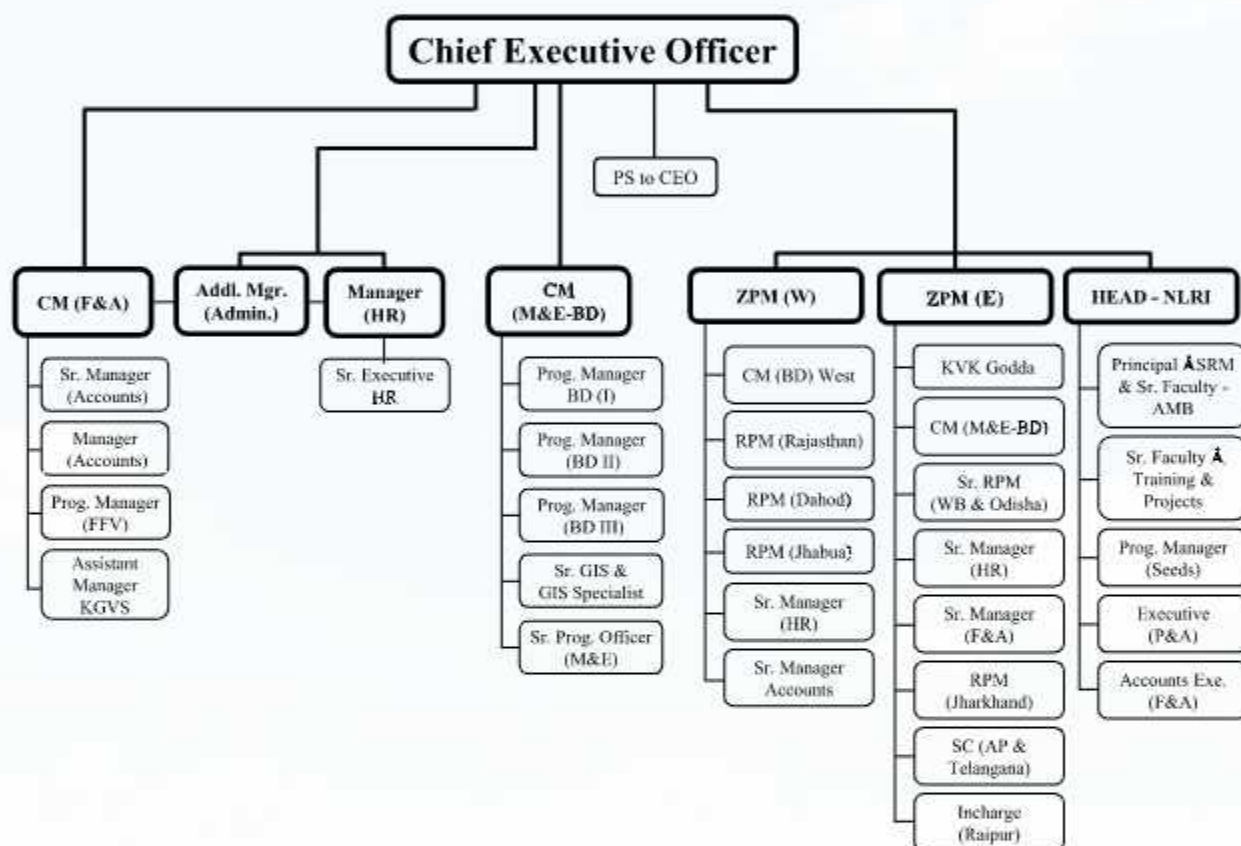 Chief Executive Officer
PS to CEO
CM (F&A)
Addl. Mgr.
(Admin.)
Manager
(HR)
CM
(M&E-BD)
ZPM (W)
ZPM (E)
HEAD - NLRI
Sr. Manager
(Accounts)
Manager
(Accounts)
Prog. Manager
(FFV)
Assistant
Manager
KGVS
Sr. Executive
HR
Prog. Manager
BD (I)
Prog. Manager
(BD II)
Prog. Manager
(BD III)
Sr. GIS &
GIS Specialist
Sr. Prog. Officer
(M&E)
CM (BD) West
RPM (Rajasthan)
RPM (Dahod)
RPM (Jhabua)
Sr. Manager
(HR)
Sr. Manager
Accounts
KVK Godda
CM (M&E-BD)
Sr. RPM
(WB & Odisha)
Sr. Manager
(HR)
Sr. Manager
(F&A)
RPM
(Jharkhand)
SC (AP &
Telangana)
Incharge
(Raipur)
Principal ÅSRM
& Sr. Faculty -
AMB
Sr. Faculty Å
Training &
Projects
Prog. Manager
(Seeds)
Executive
(P&A)
Accounts Exe.
(F&A)